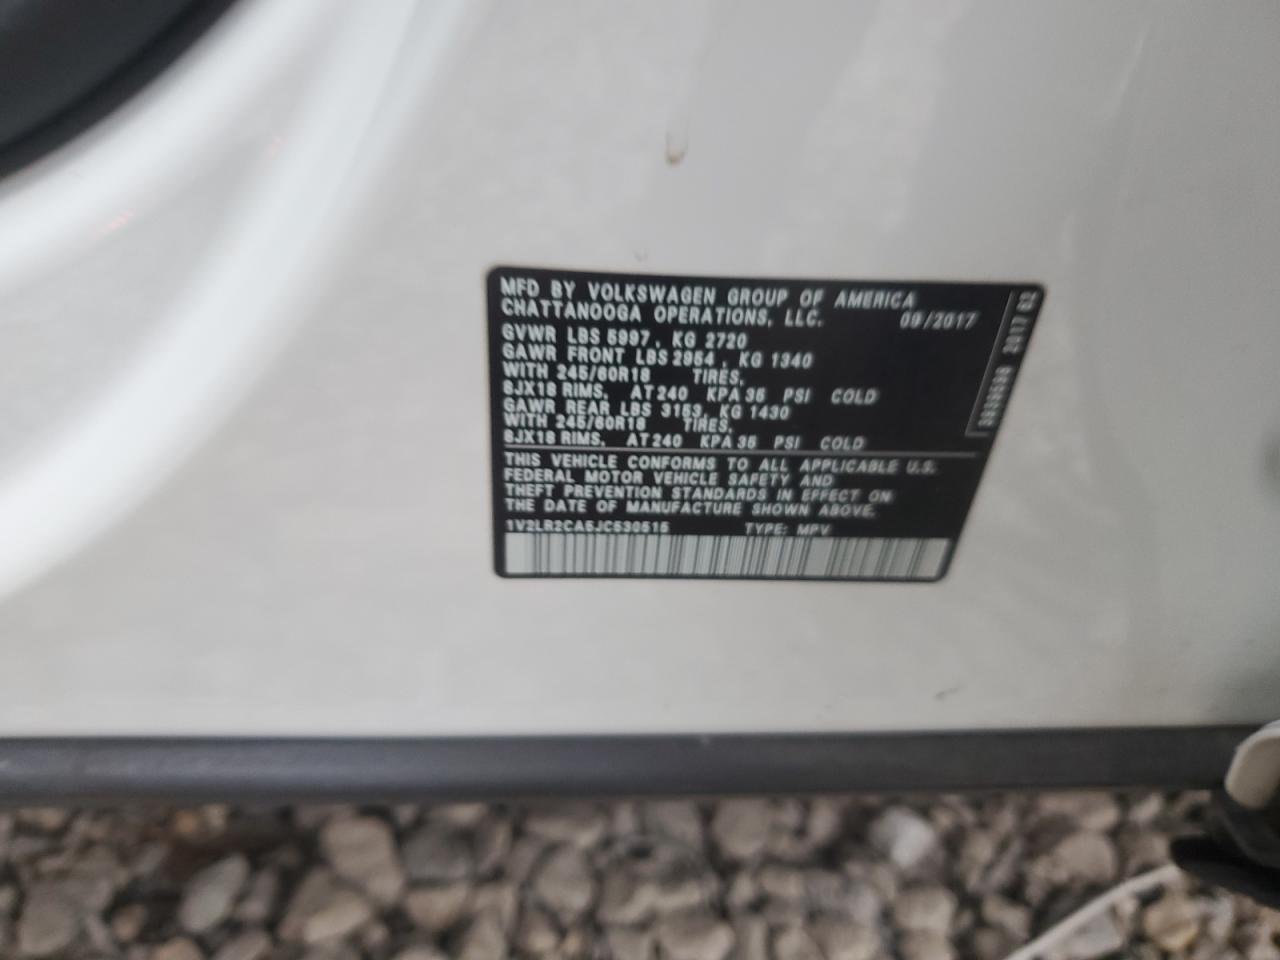 MFD BY VOLKSWAGEN GROUP OF AMERICA
CHATTANOOGA OPERATIONS, LLC. 09/2017
GVWR LBS 5997, KG 2720
GAWR FRONT LBS 2954, KG 1340
WITH 245/60R18 TIRES,
8JX18 RIMS, AT 240 KPA 35 PSI COLD
GAWR REAR LBS 3153, KG 1430
WITH 245/60R18 TIRES,
8JX18 RIMS, AT 240 KPA 35 PSI COLD
THIS VEHICLE CONFORMS TO ALL APPLICABLE U.S.
FEDERAL MOTOR VEHICLE SAFETY AND
THEFT PREVENTION STANDARDS IN EFFECT ON
THE DATE OF MANUFACTURE SHOWN ABOVE.
1V2LR2CA5JC530515 TYPE: MPV
2017